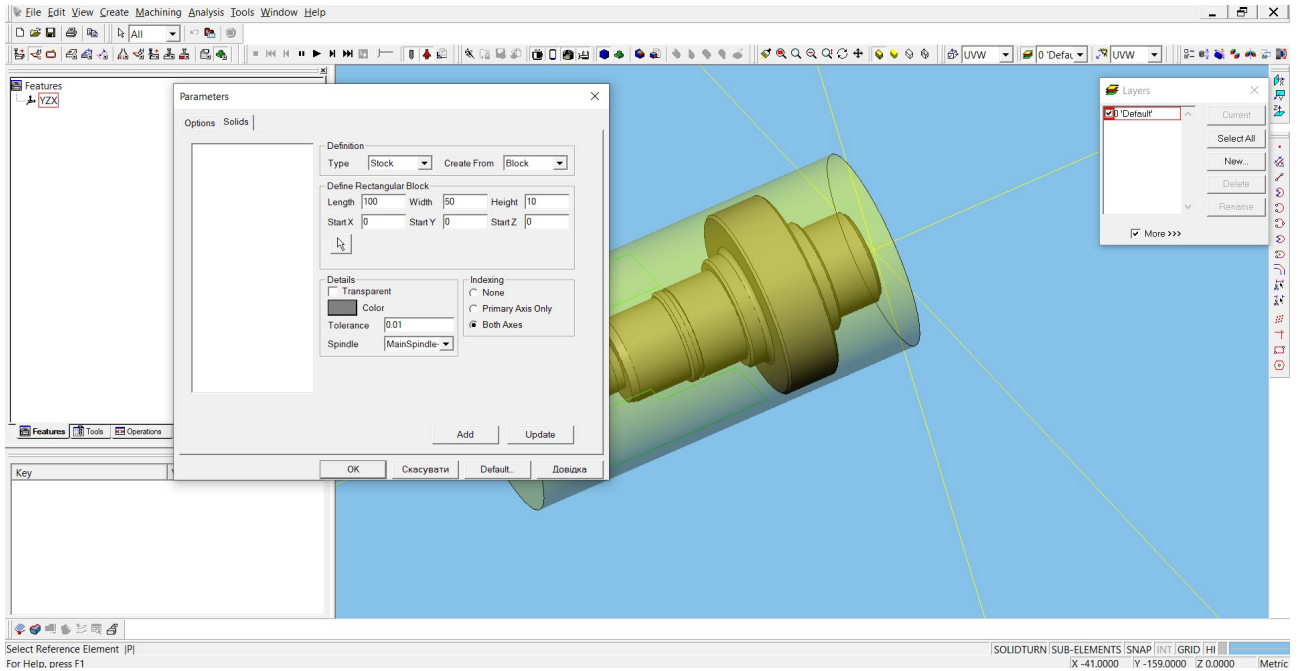 File Edit View Create Machining Analysis Tools Window Help
All
UVW 0 'Defau UVW
Features
YZX
Parameters
Options Solids
Definition
Type Stock Create From Block
Define Rectangular Block
Length 100 Width 50 Height 10
Start X 0 Start Y 0 Start Z 0
Details
Transparent
Color
Tolerance 0.01
Spindle MainSpindle-
Indexing
None
Primary Axis Only
Both Axes
Add Update
OK Скасувати Default... Довідка
Layers
0 'Default'
Current
Select All
New...
Delete
Rename
More >>>
Features Tools Operations
Key
Select Reference Element |P|
SOLIDTURN SUB-ELEMENTS SNAP INT GRID HI
For Help, press F1
X -41.0000 Y -159.0000 Z 0.0000 Metric